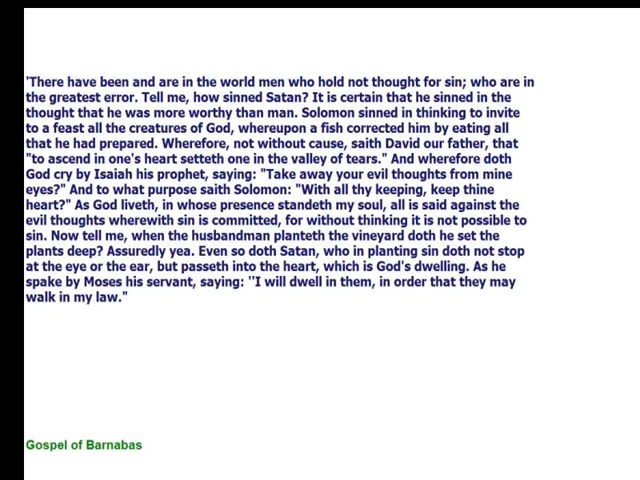 'There have been and are in the world men who hold not thought for sin; who are in
the greatest error. Tell me, how sinned Satan? It is certain that he sinned in the
thought that he was more worthy than man. Solomon sinned in thinking to invite
to a feast all the creatures of God, whereupon a fish corrected him by eating all
that he had prepared. Wherefore, not without cause, saith David our father, that
"to ascend in one's heart setteth one in the valley of tears." And wherefore doth
God cry by Isaiah his prophet, saying: "Take away your evil thoughts from mine
eyes?" And to what purpose saith Solomon: "With all thy keeping, keep thine
heart?" As God liveth, in whose presence standeth my soul, all is said against the
evil thoughts wherewith sin is committed, for without thinking it is not possible to
sin. Now tell me, when the husbandman planteth the vineyard doth he set the
plants deep? Assuredly yea. Even so doth Satan, who in planting sin doth not stop
at the eye or the ear, but passeth into the heart, which is God's dwelling. As he
spake by Moses his servant, saying: ''I will dwell in them, in order that they may
walk in my law."
Gospel of Barnabas